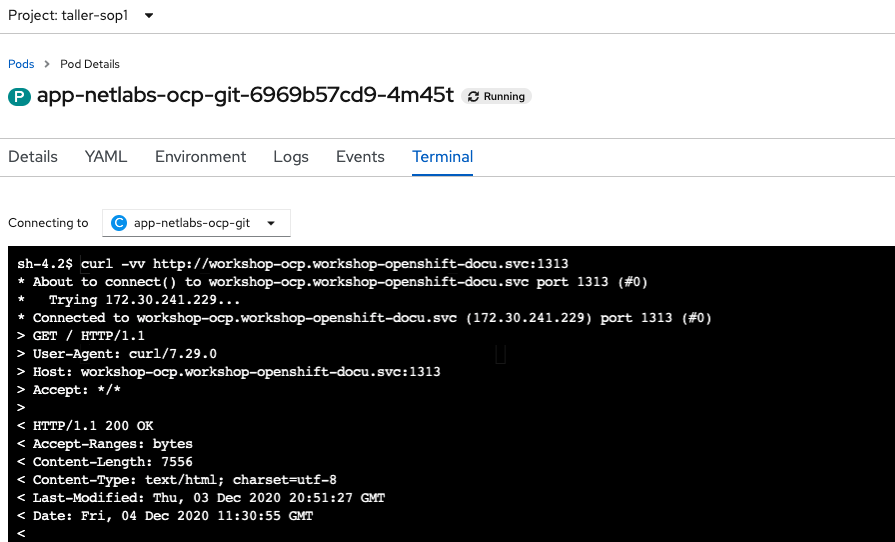 Project: taller-sop1
Pods > Pod Details
P app-netlabs-ocp-git-6969b57cd9-4m45t Running
Details YAML Environment Logs Events Terminal
Connecting to C app-netlabs-ocp-git
sh-4.2$ curl -vv http://workshop-ocp.workshop-openshift-docu.svc:1313
* About to connect() to workshop-ocp.workshop-openshift-docu.svc port 1313 (#0)
*   Trying 172.30.241.229...
* Connected to workshop-ocp.workshop-openshift-docu.svc (172.30.241.229) port 1313 (#0)
> GET / HTTP/1.1
> User-Agent: curl/7.29.0
> Host: workshop-ocp.workshop-openshift-docu.svc:1313
> Accept: */*
>
< HTTP/1.1 200 OK
< Accept-Ranges: bytes
< Content-Length: 7556
< Content-Type: text/html; charset=utf-8
< Last-Modified: Thu, 03 Dec 2020 20:51:27 GMT
< Date: Fri, 04 Dec 2020 11:30:55 GMT
<